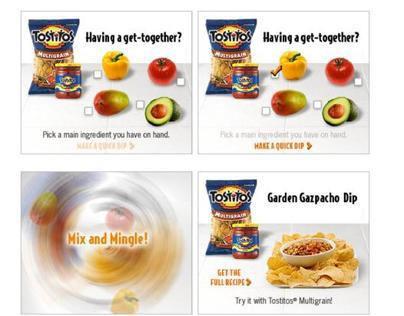 Tostitos
MULTIGRAIN
Having a get-together?
Pick a main ingredient you have on hand.
MAKE A QUICK DIP
Tostitos
MULTIGRAIN
Having a get-together?
Pick a main ingredient you have on hand.
MAKE A QUICK DIP
Mix and Mingle!
Tostitos
MULTIGRAIN
Garden Gazpacho Dip
GET THE
FULL RECIPE
Try it with Tostitos® Multigrain!